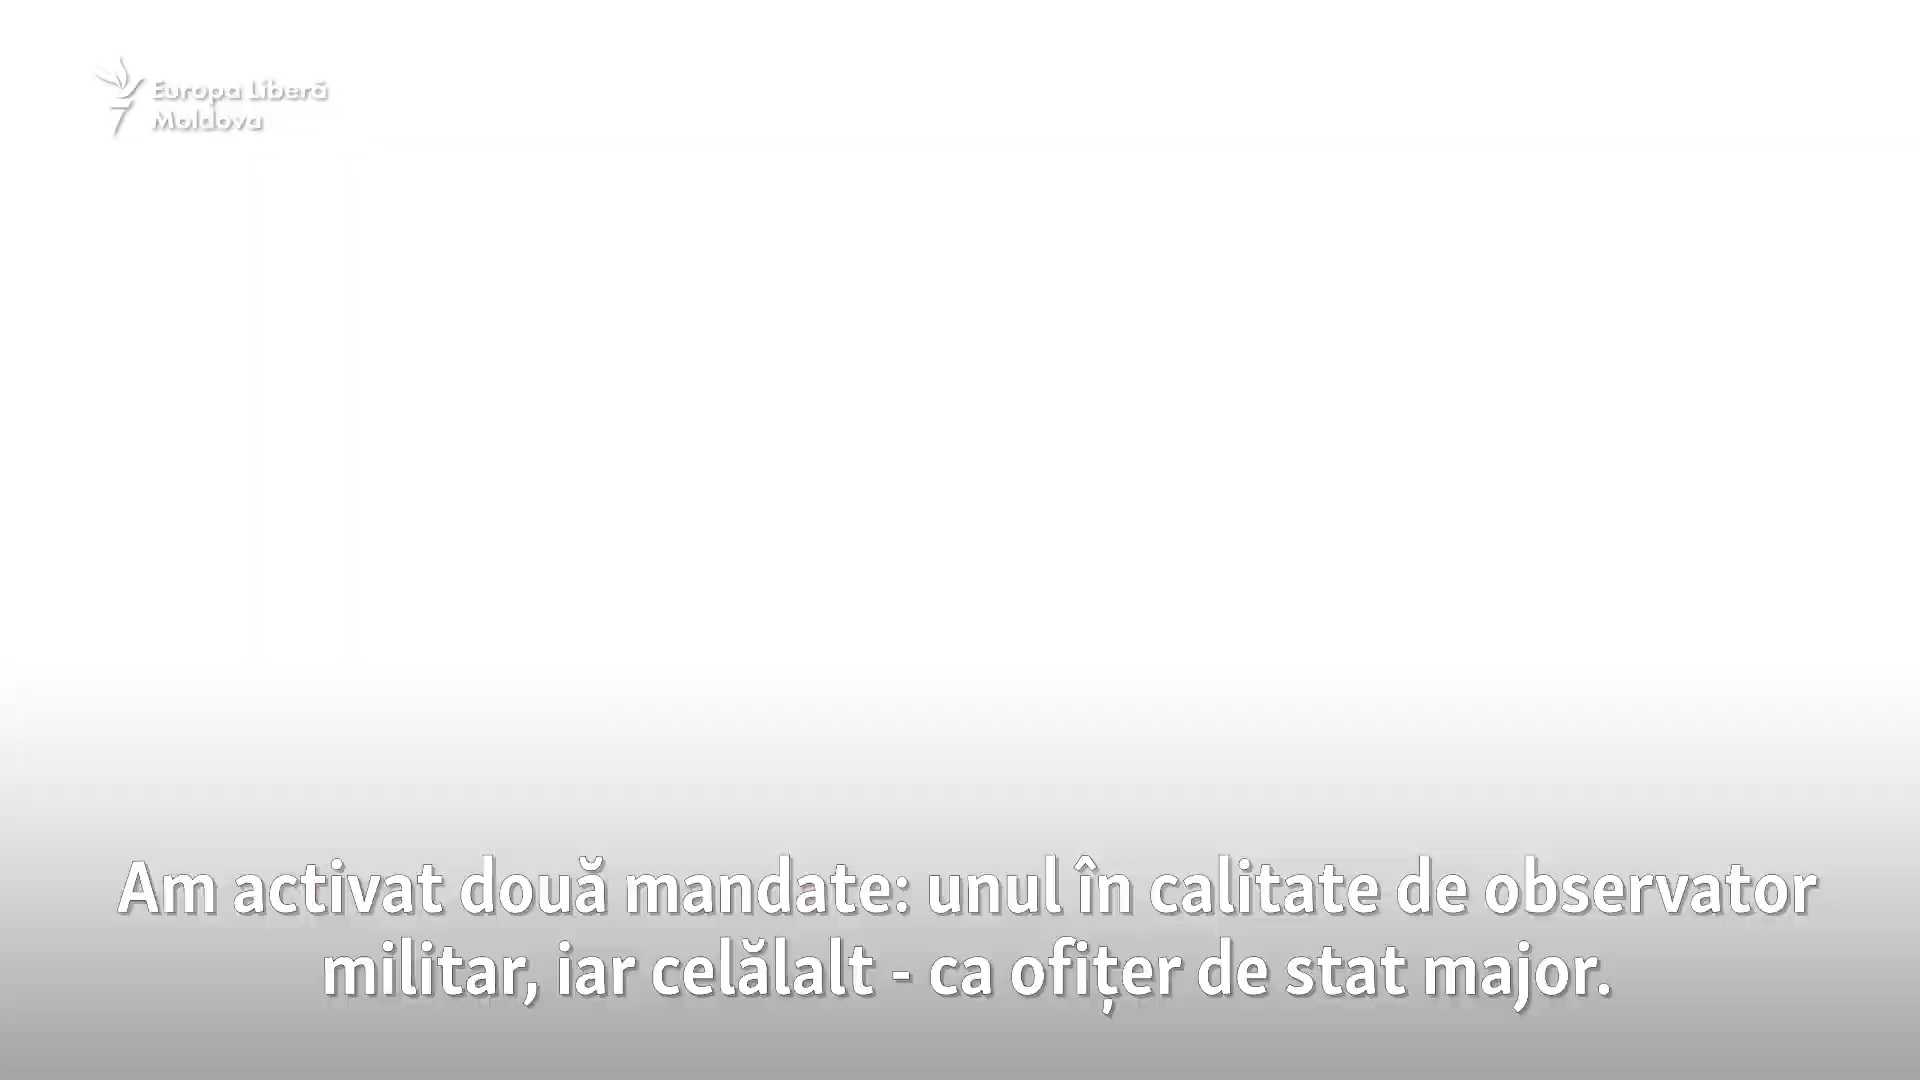 Europa Liberă
Moldova
Am activat două mandate: unul în calitate de observator
militar, iar celălalt - ca ofițer de stat major.